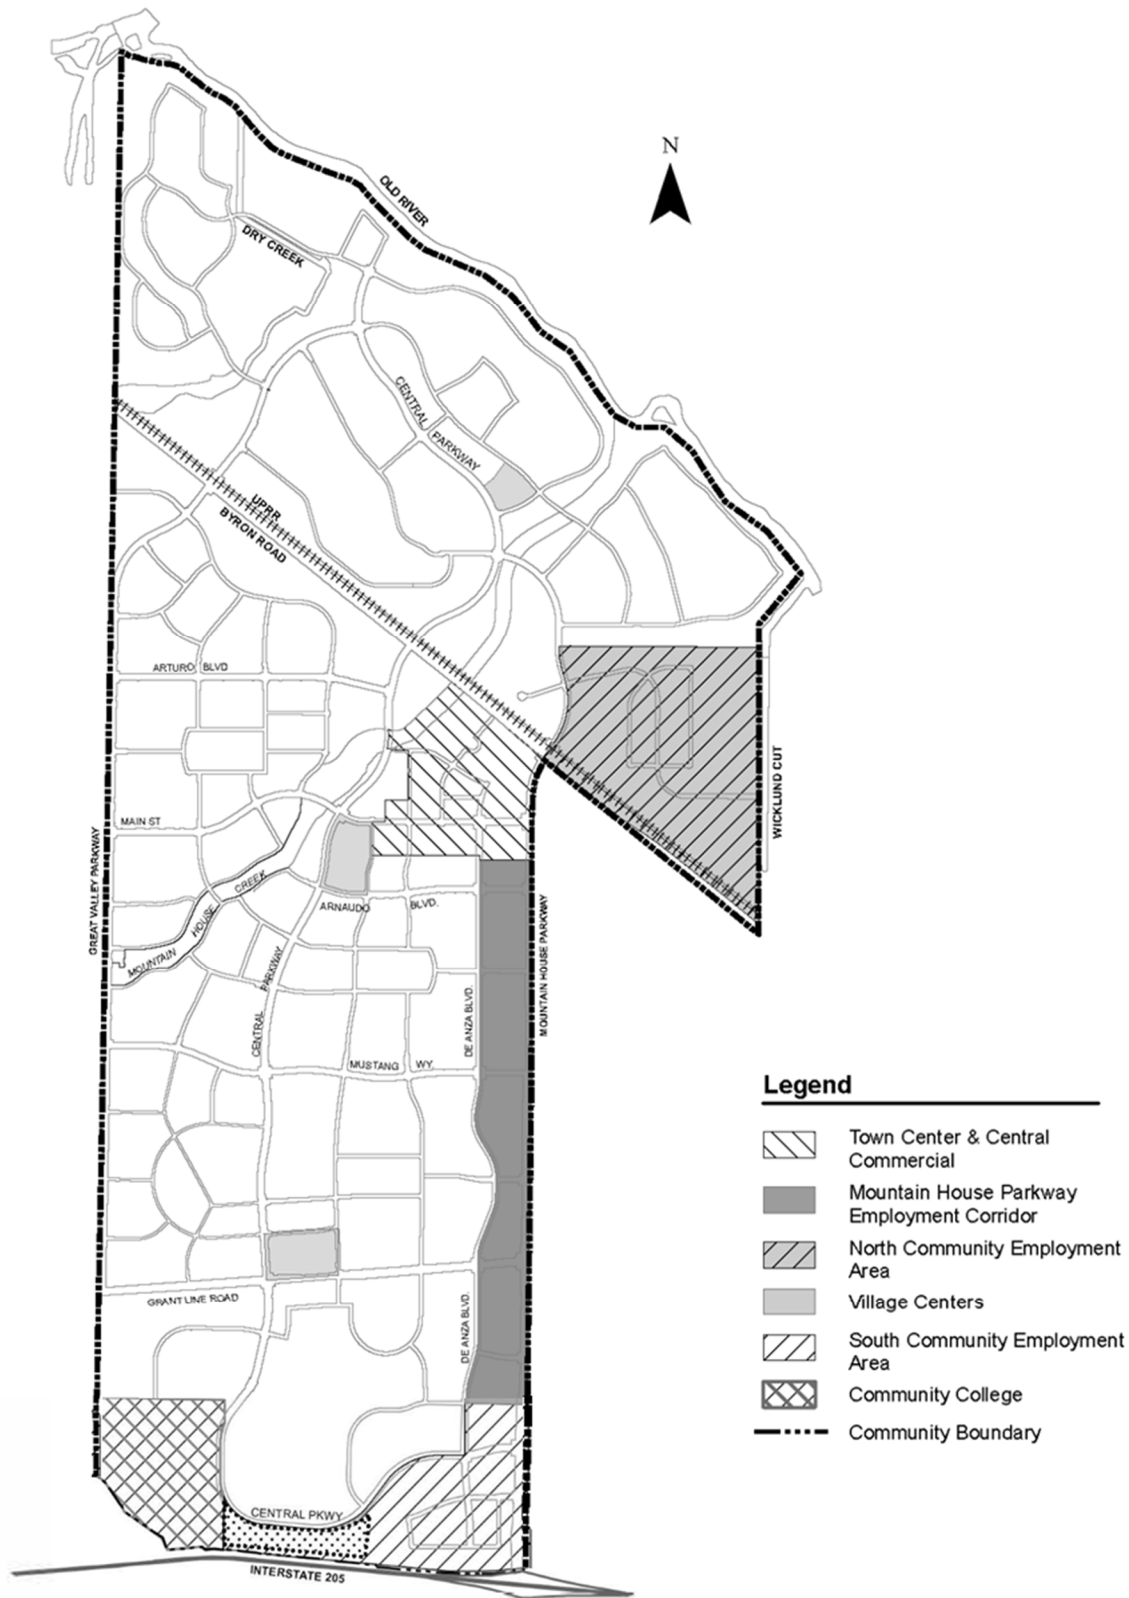 N
OLD RIVER
DRY CREEK
CENTRAL
PARKWAY
UPRR
BYRON ROAD
ARTURO BLVD
WICKLUND CUT
MAIN ST
GREAT VALLEY PARKWAY
CREEK
HOUSE
MOUNTAIN
ARNAUDO BLVD.
MOUNTAIN HOUSE PARKWAY
PARKWAY
CENTRAL
DE ANZA BLVD.
MUSTANG WY.
GRANT LINE ROAD
DE ANZA BLVD.
CENTRAL PKWY
INTERSTATE 205
Legend
Town Center & Central
Commercial
Mountain House Parkway
Employment Corridor
North Community Employment
Area
Village Centers
South Community Employment
Area
Community College
Community Boundary